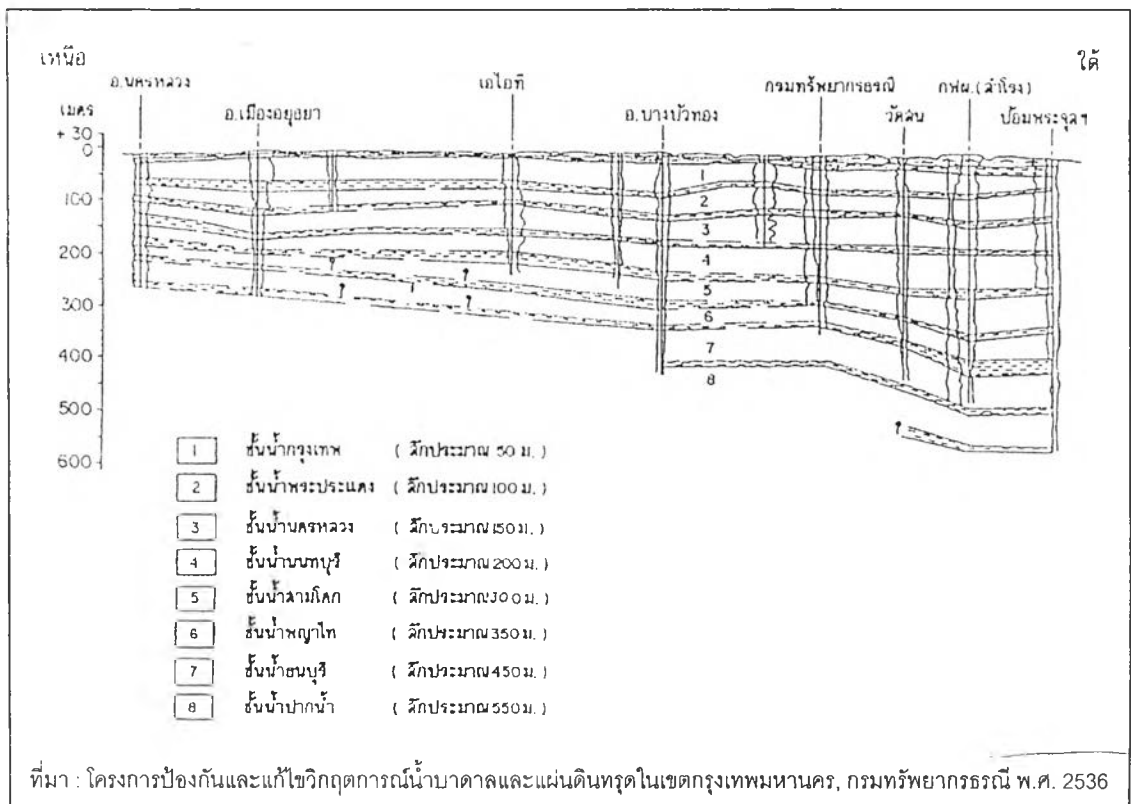 เหนือ
ใต้
อ.นครหลวง
เอไอที
กรมทรัพยากรธรณี
กฟผ.(สำโรง)
เมตร
อ.เมืองอยุธยา
อ.บางบัวทอง
วัดสน
ป้อมพระจุลฯ
+ 30
0
100
200
300
400
500
600
1
2
3
4
5
6
7
8
?
?
?
?
?
1 ชั้นน้ำกรุงเทพ ( ลึกประมาณ 50 ม. )
2 ชั้นน้ำพระประแดง ( ลึกประมาณ 100 ม. )
3 ชั้นน้ำนครหลวง ( ลึกประมาณ 150 ม. )
4 ชั้นน้ำนนทบุรี ( ลึกประมาณ 200 ม. )
5 ชั้นน้ำสามโคก ( ลึกประมาณ 300 ม. )
6 ชั้นน้ำพญาไท ( ลึกประมาณ 350 ม. )
7 ชั้นน้ำธนบุรี ( ลึกประมาณ 450 ม. )
8 ชั้นน้ำปากน้ำ ( ลึกประมาณ 550 ม. )
ที่มา : โครงการป้องกันและแก้ไขวิกฤตการณ์น้ำบาดาลและแผ่นดินทรุดในเขตกรุงเทพมหานคร, กรมทรัพยากรธรณี พ.ศ. 2536